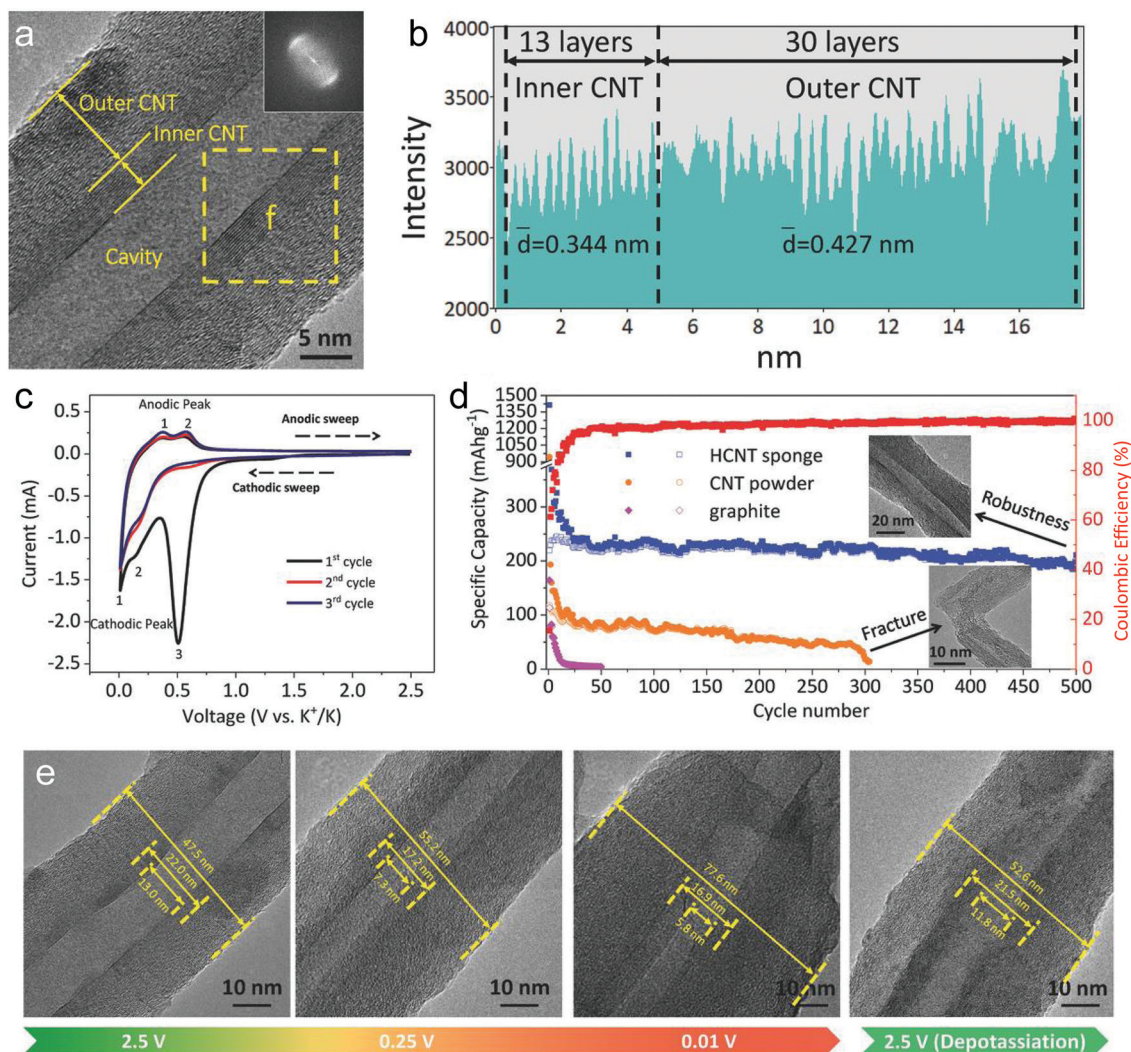 a
Outer CNT
Inner CNT
f
Cavity
5 nm
b
4000
3500
3000
2500
2000
Intensity
13 layers
30 layers
Inner CNT
Outer CNT
d̅=0.344 nm
d̅=0.427 nm
0 2 4 6 8 10 12 14 16
nm
c
0.5
0.0
-0.5
-1.0
-1.5
-2.0
-2.5
Current (mA)
Anodic Peak
1 2
Anodic sweep
Cathodic sweep
2
1
Cathodic Peak
3
1st cycle
2nd cycle
3rd cycle
0.0 0.5 1.0 1.5 2.0 2.5
Voltage (V vs. K+/K)
d
1500
1350
1200
1050
900
300
200
100
0
Specific Capacity (mAhg-1)
HCNT sponge
CNT powder
graphite
20 nm
Robustness
Fracture
10 nm
100
80
60
40
20
0
Coulombic Efficiency (%)
0 50 100 150 200 250 300 350 400 450 500
Cycle number
e
47.5 nm
22.0 nm
13.0 nm
10 nm
55.2 nm
17.2 nm
7.3 nm
10 nm
77.6 nm
16.9 nm
5.8 nm
10 nm
52.6 nm
21.5 nm
11.8 nm
10 nm
2.5 V 0.25 V 0.01 V 2.5 V (Depotassiation)